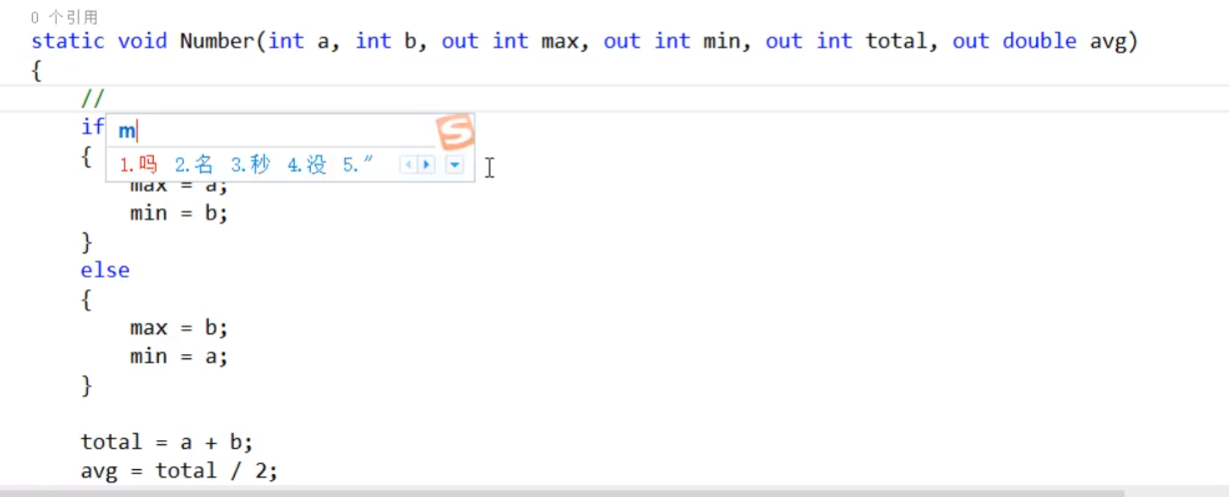 0 个引用
static void Number(int a, int b, out int max, out int min, out int total, out double avg)
{
//
if
m
{
1.吗 2.名 3.秒 4.没 5.〃
max = a;
min = b;
}
else
{
max = b;
min = a;
}
total = a + b;
avg = total / 2;